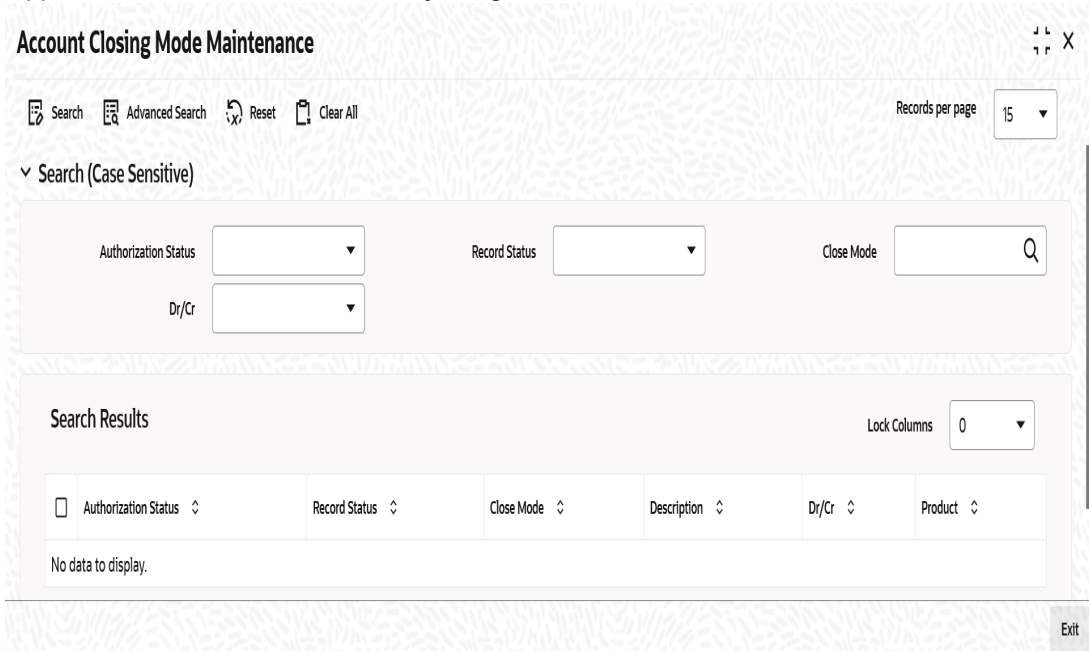 Account Closing Mode Maintenance
Search Advanced Search Reset Clear All Records per page 15
Search (Case Sensitive)
Authorization Status Record Status Close Mode
Dr/Cr
Search Results Lock Columns 0
Authorization Status Record Status Close Mode Description Dr/Cr Product
No data to display.
Exit